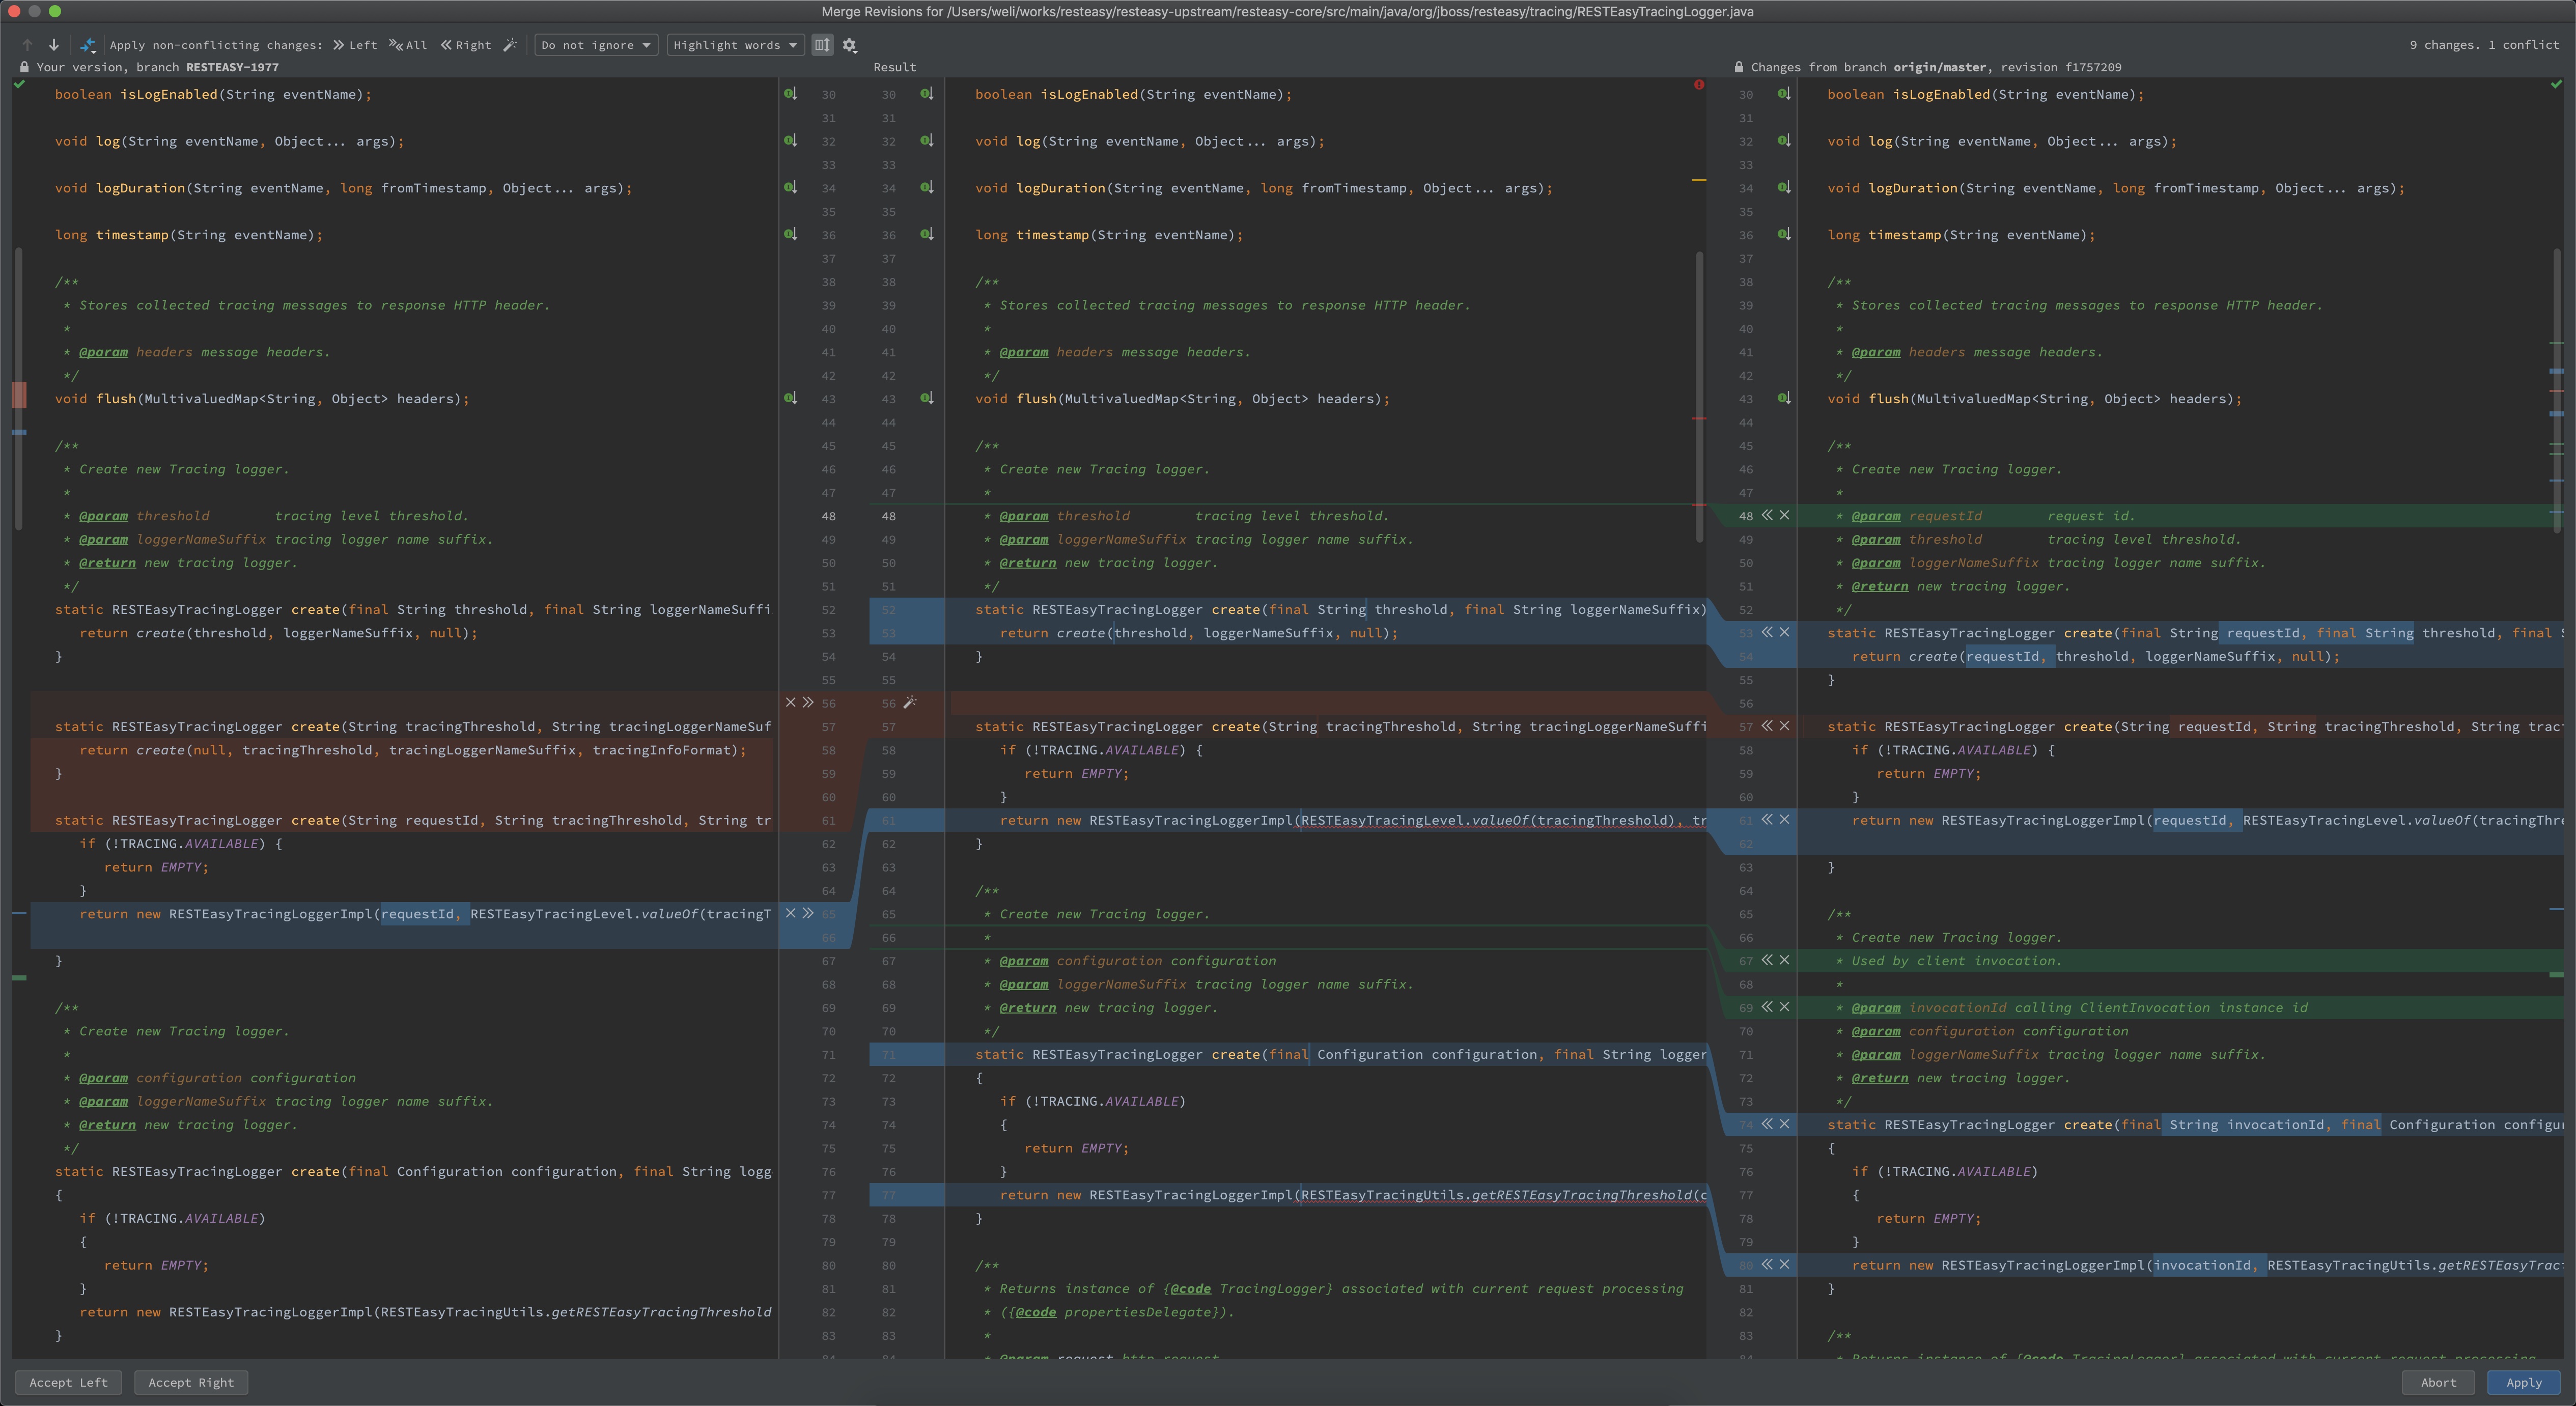 Merge Revisions for /Users/weli/works/resteasy/resteasy-upstream/resteasy-core/src/main/java/org/jboss/resteasy/tracing/RESTEasyTracingLogger.java
Apply non-conflicting changes: Left All Right Do not ignore Highlight words 9 changes. 1 conflict
Your version, branch RESTEASY-1977
boolean isLogEnabled(String eventName);
void log(String eventName, Object... args);
void logDuration(String eventName, long fromTimestamp, Object... args);
long timestamp(String eventName);
/**
* Stores collected tracing messages to response HTTP header.
*
* @param headers message headers.
*/
void flush(MultivaluedMap<String, Object> headers);
/**
* Create new Tracing logger.
*
* @param threshold tracing level threshold.
* @param loggerNameSuffix tracing logger name suffix.
* @return new tracing logger.
*/
static RESTEasyTracingLogger create(final String threshold, final String loggerNameSuffi
return create(threshold, loggerNameSuffix, null);
}
static RESTEasyTracingLogger create(String tracingThreshold, String tracingLoggerNameSuf
return create(null, tracingThreshold, tracingLoggerNameSuffix, tracingInfoFormat);
}
static RESTEasyTracingLogger create(String requestId, String tracingThreshold, String tr
if (!TRACING.AVAILABLE) {
return EMPTY;
}
return new RESTEasyTracingLoggerImpl(requestId, RESTEasyTracingLevel.valueOf(tracingT
}
/**
* Create new Tracing logger.
*
* @param configuration configuration
* @param loggerNameSuffix tracing logger name suffix.
* @return new tracing logger.
*/
static RESTEasyTracingLogger create(final Configuration configuration, final String logg
{
if (!TRACING.AVAILABLE)
{
return EMPTY;
}
return new RESTEasyTracingLoggerImpl(RESTEasyTracingUtils.getRESTEasyTracingThreshold
}
Result
30 30 boolean isLogEnabled(String eventName);
31 31
32 32 void log(String eventName, Object... args);
33 33
34 34 void logDuration(String eventName, long fromTimestamp, Object... args);
35 35
36 36 long timestamp(String eventName);
37 37
38 38 /**
39 39 * Stores collected tracing messages to response HTTP header.
40 40 *
41 41 * @param headers message headers.
42 42 */
43 43 void flush(MultivaluedMap<String, Object> headers);
44 44
45 45 /**
46 46 * Create new Tracing logger.
47 47 *
48 48 * @param threshold tracing level threshold.
49 49 * @param loggerNameSuffix tracing logger name suffix.
50 50 * @return new tracing logger.
51 51 */
52 52 static RESTEasyTracingLogger create(final String threshold, final String loggerNameSuffix)
53 53 return create(threshold, loggerNameSuffix, null);
54 54 }
55 55
56 56
57 57 static RESTEasyTracingLogger create(String tracingThreshold, String tracingLoggerNameSuffi
58 58 if (!TRACING.AVAILABLE) {
59 59 return EMPTY;
60 60 }
61 61 return new RESTEasyTracingLoggerImpl(RESTEasyTracingLevel.valueOf(tracingThreshold), tr
62 62 }
63 63
64 64 /**
65 65 * Create new Tracing logger.
66 66 *
67 67 * @param configuration configuration
68 68 * @param loggerNameSuffix tracing logger name suffix.
69 69 * @return new tracing logger.
70 70 */
71 71 static RESTEasyTracingLogger create(final Configuration configuration, final String logger
72 72 {
73 73 if (!TRACING.AVAILABLE)
74 74 {
75 75 return EMPTY;
76 76 }
77 77 return new RESTEasyTracingLoggerImpl(RESTEasyTracingUtils.getRESTEasyTracingThreshold(c
78 78 }
79 79
80 80 /**
81 81 * Returns instance of {@code TracingLogger} associated with current request processing
82 82 * ({@code propertiesDelegate}).
83 83 *
84 84 * @param request http request
Changes from branch origin/master, revision f1757209
30 boolean isLogEnabled(String eventName);
31
32 void log(String eventName, Object... args);
33
34 void logDuration(String eventName, long fromTimestamp, Object... args);
35
36 long timestamp(String eventName);
37
38 /**
39 * Stores collected tracing messages to response HTTP header.
40 *
41 * @param headers message headers.
42 */
43 void flush(MultivaluedMap<String, Object> headers);
44
45 /**
46 * Create new Tracing logger.
47 *
48 * @param requestId request id.
49 * @param threshold tracing level threshold.
50 * @param loggerNameSuffix tracing logger name suffix.
51 * @return new tracing logger.
52 */
53 static RESTEasyTracingLogger create(final String requestId, final String threshold, final S
54 return create(requestId, threshold, loggerNameSuffix, null);
55 }
56
57 static RESTEasyTracingLogger create(String requestId, String tracingThreshold, String trac
58 if (!TRACING.AVAILABLE) {
59 return EMPTY;
60 }
61 return new RESTEasyTracingLoggerImpl(requestId, RESTEasyTracingLevel.valueOf(tracingThre
62
63 }
64
65 /**
66 * Create new Tracing logger.
67 * Used by client invocation.
68 *
69 * @param invocationId calling ClientInvocation instance id
70 * @param configuration configuration
71 * @param loggerNameSuffix tracing logger name suffix.
72 * @return new tracing logger.
73 */
74 static RESTEasyTracingLogger create(final String invocationId, final Configuration configur
75 {
76 if (!TRACING.AVAILABLE)
77 {
78 return EMPTY;
79 }
80 return new RESTEasyTracingLoggerImpl(invocationId, RESTEasyTracingUtils.getRESTEasyTrac
81 }
82
83 /**
84 * Returns instance of {@code TracingLogger} associated with current request processing
Accept Left Accept Right Abort Apply